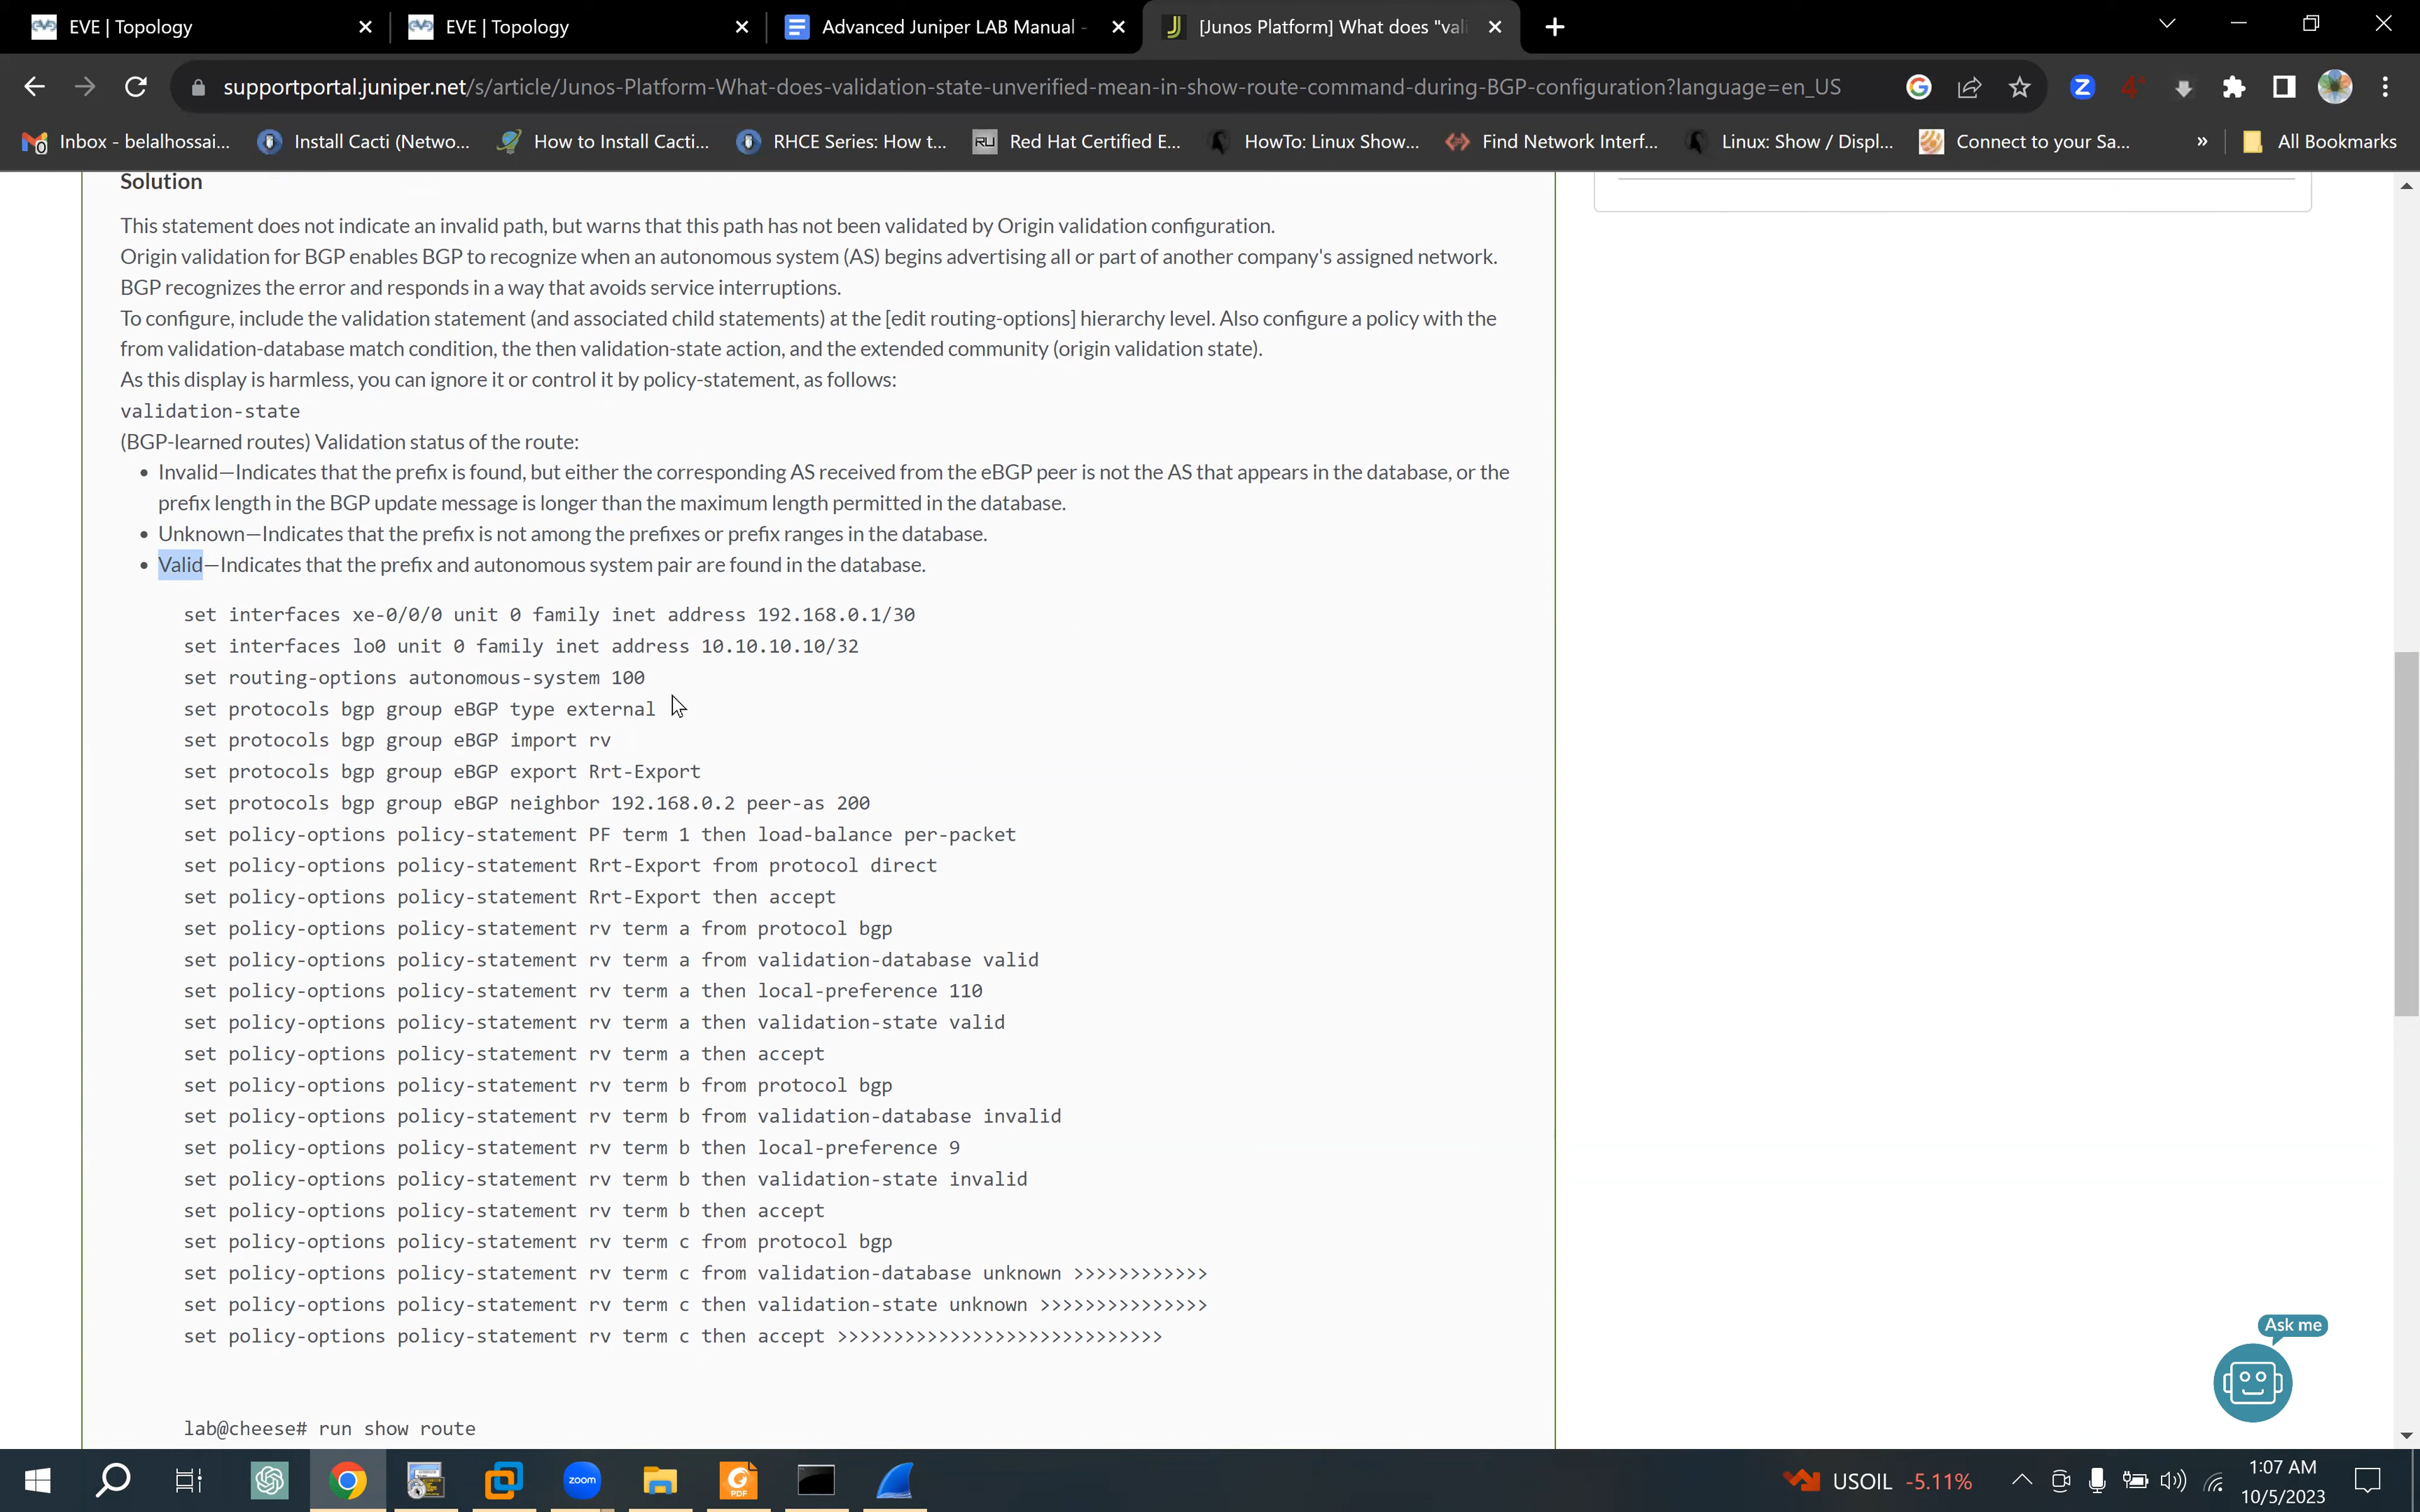 EVE | Topology
EVE | Topology
Advanced Juniper LAB Manual -
[Junos Platform] What does "vali
supportportal.juniper.net/s/article/Junos-Platform-What-does-validation-state-unverified-mean-in-show-route-command-during-BGP-configuration?language=en_US
Inbox - belalhossai...
Install Cacti (Netwo...
How to Install Cacti...
RHCE Series: How t...
Red Hat Certified E...
HowTo: Linux Show...
Find Network Interf...
Linux: Show / Displ...
Connect to your Sa...
»
All Bookmarks
Solution
This statement does not indicate an invalid path, but warns that this path has not been validated by Origin validation configuration.
Origin validation for BGP enables BGP to recognize when an autonomous system (AS) begins advertising all or part of another company's assigned network.
BGP recognizes the error and responds in a way that avoids service interruptions.
To configure, include the validation statement (and associated child statements) at the [edit routing-options] hierarchy level. Also configure a policy with the
from validation-database match condition, the then validation-state action, and the extended community (origin validation state).
As this display is harmless, you can ignore it or control it by policy-statement, as follows:
validation-state
(BGP-learned routes) Validation status of the route:
• Invalid—Indicates that the prefix is found, but either the corresponding AS received from the eBGP peer is not the AS that appears in the database, or the
prefix length in the BGP update message is longer than the maximum length permitted in the database.
• Unknown—Indicates that the prefix is not among the prefixes or prefix ranges in the database.
• Valid—Indicates that the prefix and autonomous system pair are found in the database.
set interfaces xe-0/0/0 unit 0 family inet address 192.168.0.1/30
set interfaces lo0 unit 0 family inet address 10.10.10.10/32
set routing-options autonomous-system 100
set protocols bgp group eBGP type external
set protocols bgp group eBGP import rv
set protocols bgp group eBGP export Rrt-Export
set protocols bgp group eBGP neighbor 192.168.0.2 peer-as 200
set policy-options policy-statement PF term 1 then load-balance per-packet
set policy-options policy-statement Rrt-Export from protocol direct
set policy-options policy-statement Rrt-Export then accept
set policy-options policy-statement rv term a from protocol bgp
set policy-options policy-statement rv term a from validation-database valid
set policy-options policy-statement rv term a then local-preference 110
set policy-options policy-statement rv term a then validation-state valid
set policy-options policy-statement rv term a then accept
set policy-options policy-statement rv term b from protocol bgp
set policy-options policy-statement rv term b from validation-database invalid
set policy-options policy-statement rv term b then local-preference 9
set policy-options policy-statement rv term b then validation-state invalid
set policy-options policy-statement rv term b then accept
set policy-options policy-statement rv term c from protocol bgp
set policy-options policy-statement rv term c from validation-database unknown >>>>>>>>>>>>
set policy-options policy-statement rv term c then validation-state unknown >>>>>>>>>>>>>>>
set policy-options policy-statement rv term c then accept >>>>>>>>>>>>>>>>>>>>>>>>>>>>>
lab@cheese# run show route
Ask me
zoom
PDF
USOIL -5.11%
1:07 AM
10/5/2023